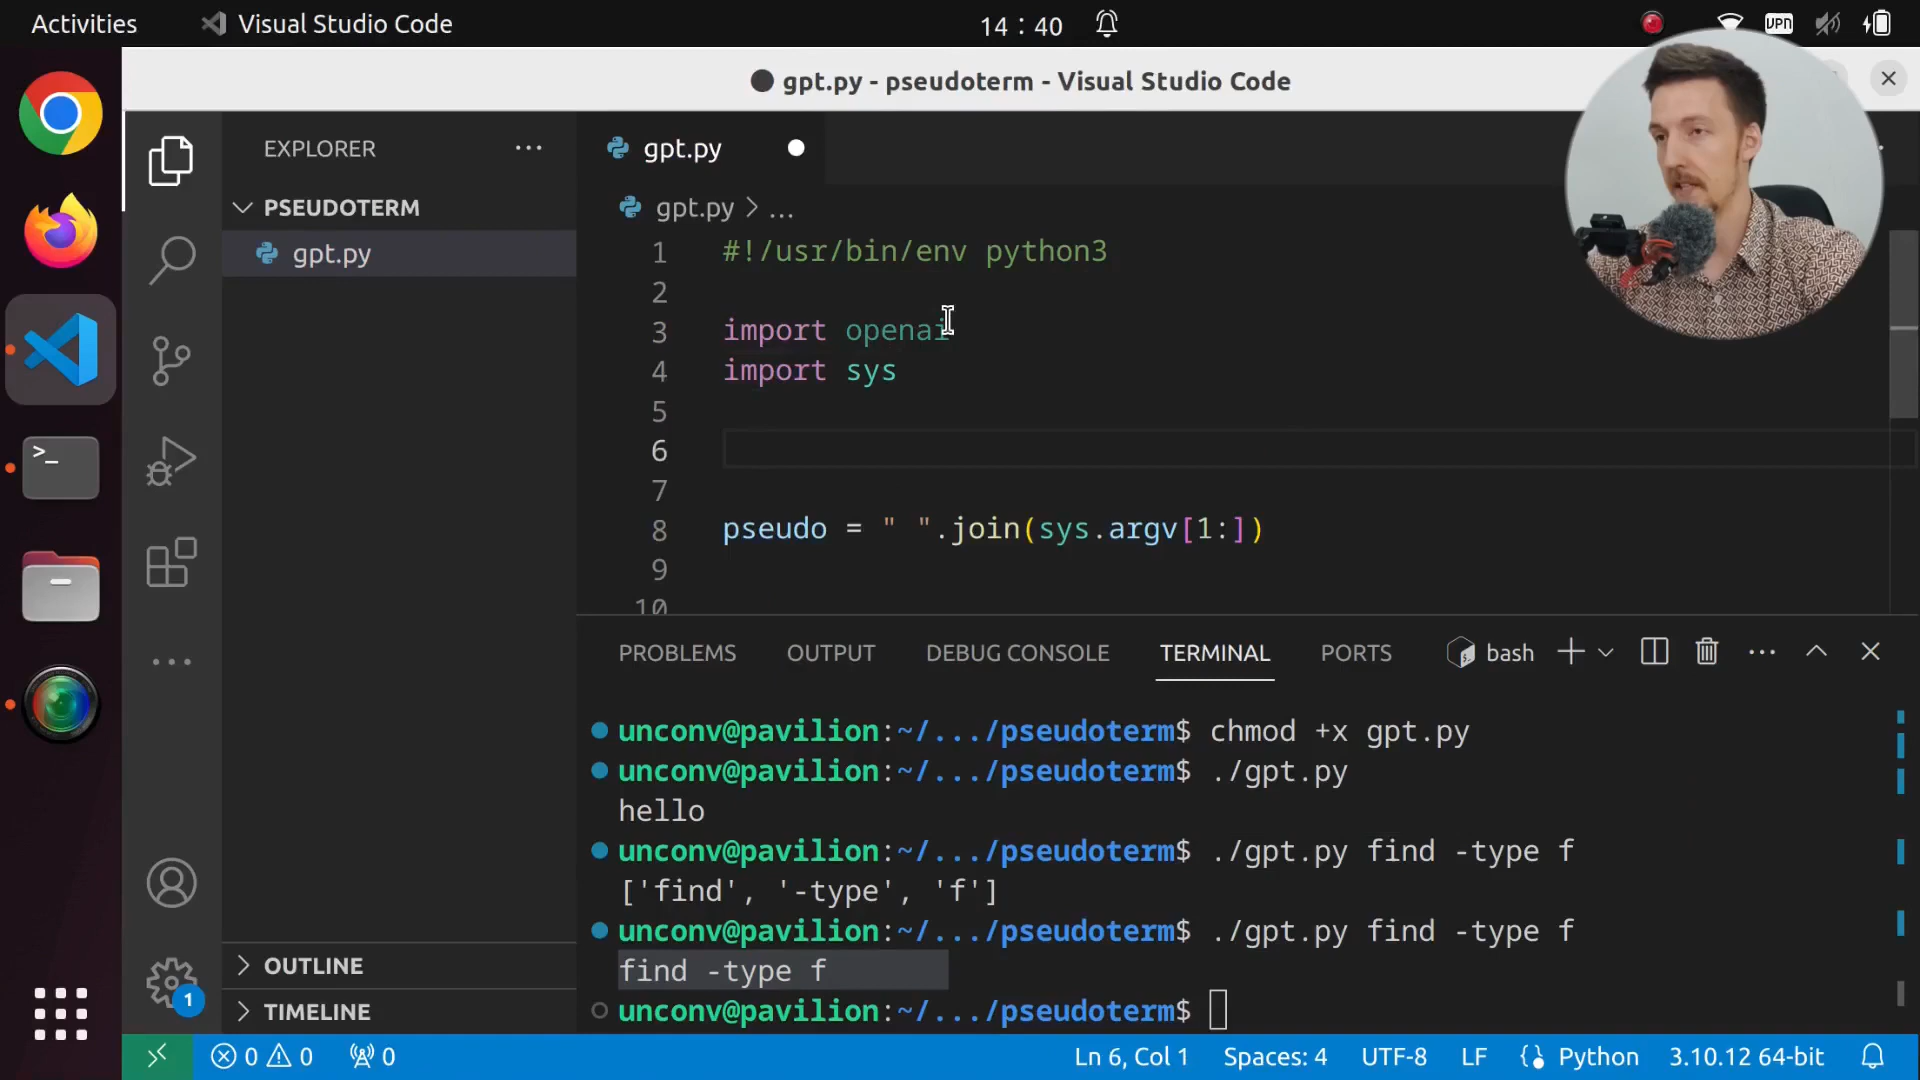 Activities
Visual Studio Code
14 : 40
VPN
gpt.py - pseudoterm - Visual Studio Code
EXPLORER
PSEUDOTERM
gpt.py
OUTLINE
TIMELINE
gpt.py
gpt.py > ...
1 #!/usr/bin/env python3
2
3 import openai
4 import sys
5
6
7
8 pseudo = " ".join(sys.argv[1:])
9
10
PROBLEMS OUTPUT DEBUG CONSOLE TERMINAL PORTS bash
unconv@pavilion:~/.../pseudoterm$ chmod +x gpt.py
unconv@pavilion:~/.../pseudoterm$ ./gpt.py
hello
unconv@pavilion:~/.../pseudoterm$ ./gpt.py find -type f
['find', '-type', 'f']
unconv@pavilion:~/.../pseudoterm$ ./gpt.py find -type f
find -type f
unconv@pavilion:~/.../pseudoterm$
1
0 0 0 Ln 6, Col 1 Spaces: 4 UTF-8 LF Python 3.10.12 64-bit